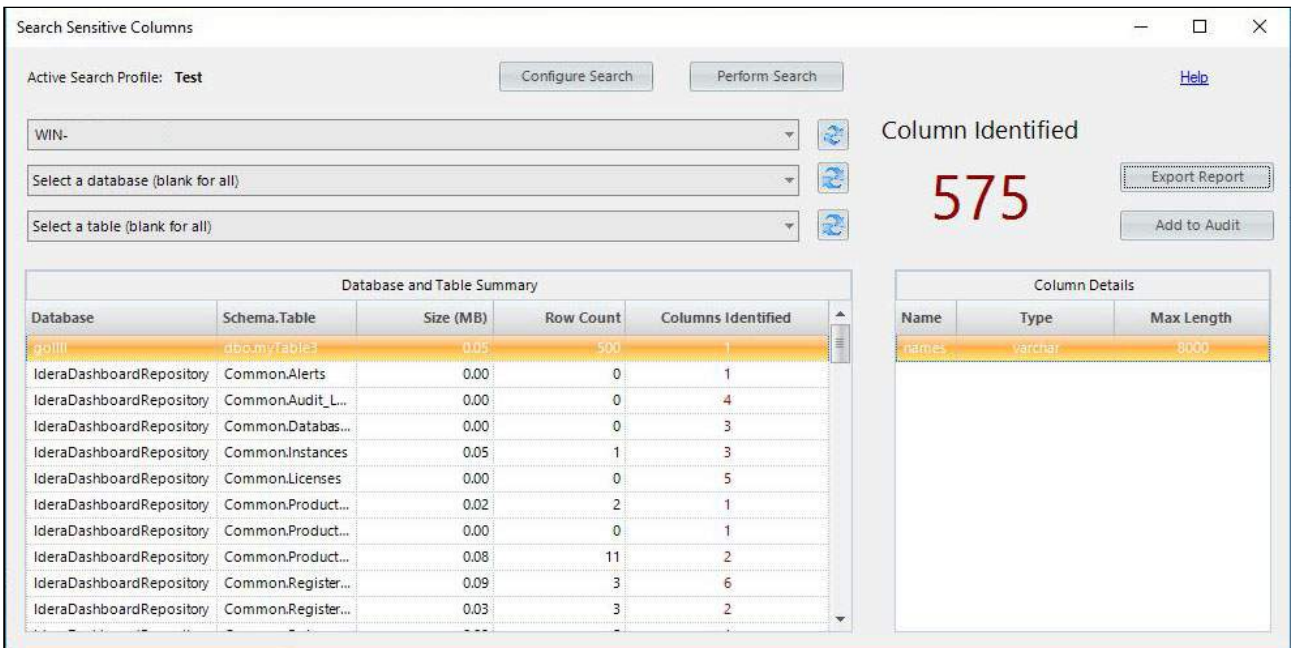 Search Sensitive Columns
Active Search Profile: Test
Configure Search
Perform Search
Help
WIN-
Select a database (blank for all)
Select a table (blank for all)
Column Identified
575
Export Report
Add to Audit
Database and Table Summary
Database Schema.Table Size (MB) Row Count Columns Identified
dbo.myTable3 0.05 500 1
IderaDashboardRepository Common.Alerts 0.00 0 1
IderaDashboardRepository Common.Audit_L... 0.00 0 4
IderaDashboardRepository Common.Databas... 0.00 0 3
IderaDashboardRepository Common.Instances 0.05 1 3
IderaDashboardRepository Common.Licenses 0.00 0 5
IderaDashboardRepository Common.Product... 0.02 2 1
IderaDashboardRepository Common.Product... 0.00 0 1
IderaDashboardRepository Common.Product... 0.08 11 2
IderaDashboardRepository Common.Register... 0.09 3 6
IderaDashboardRepository Common.Register... 0.03 3 2
Column Details
Name Type Max Length
names varchar 8000